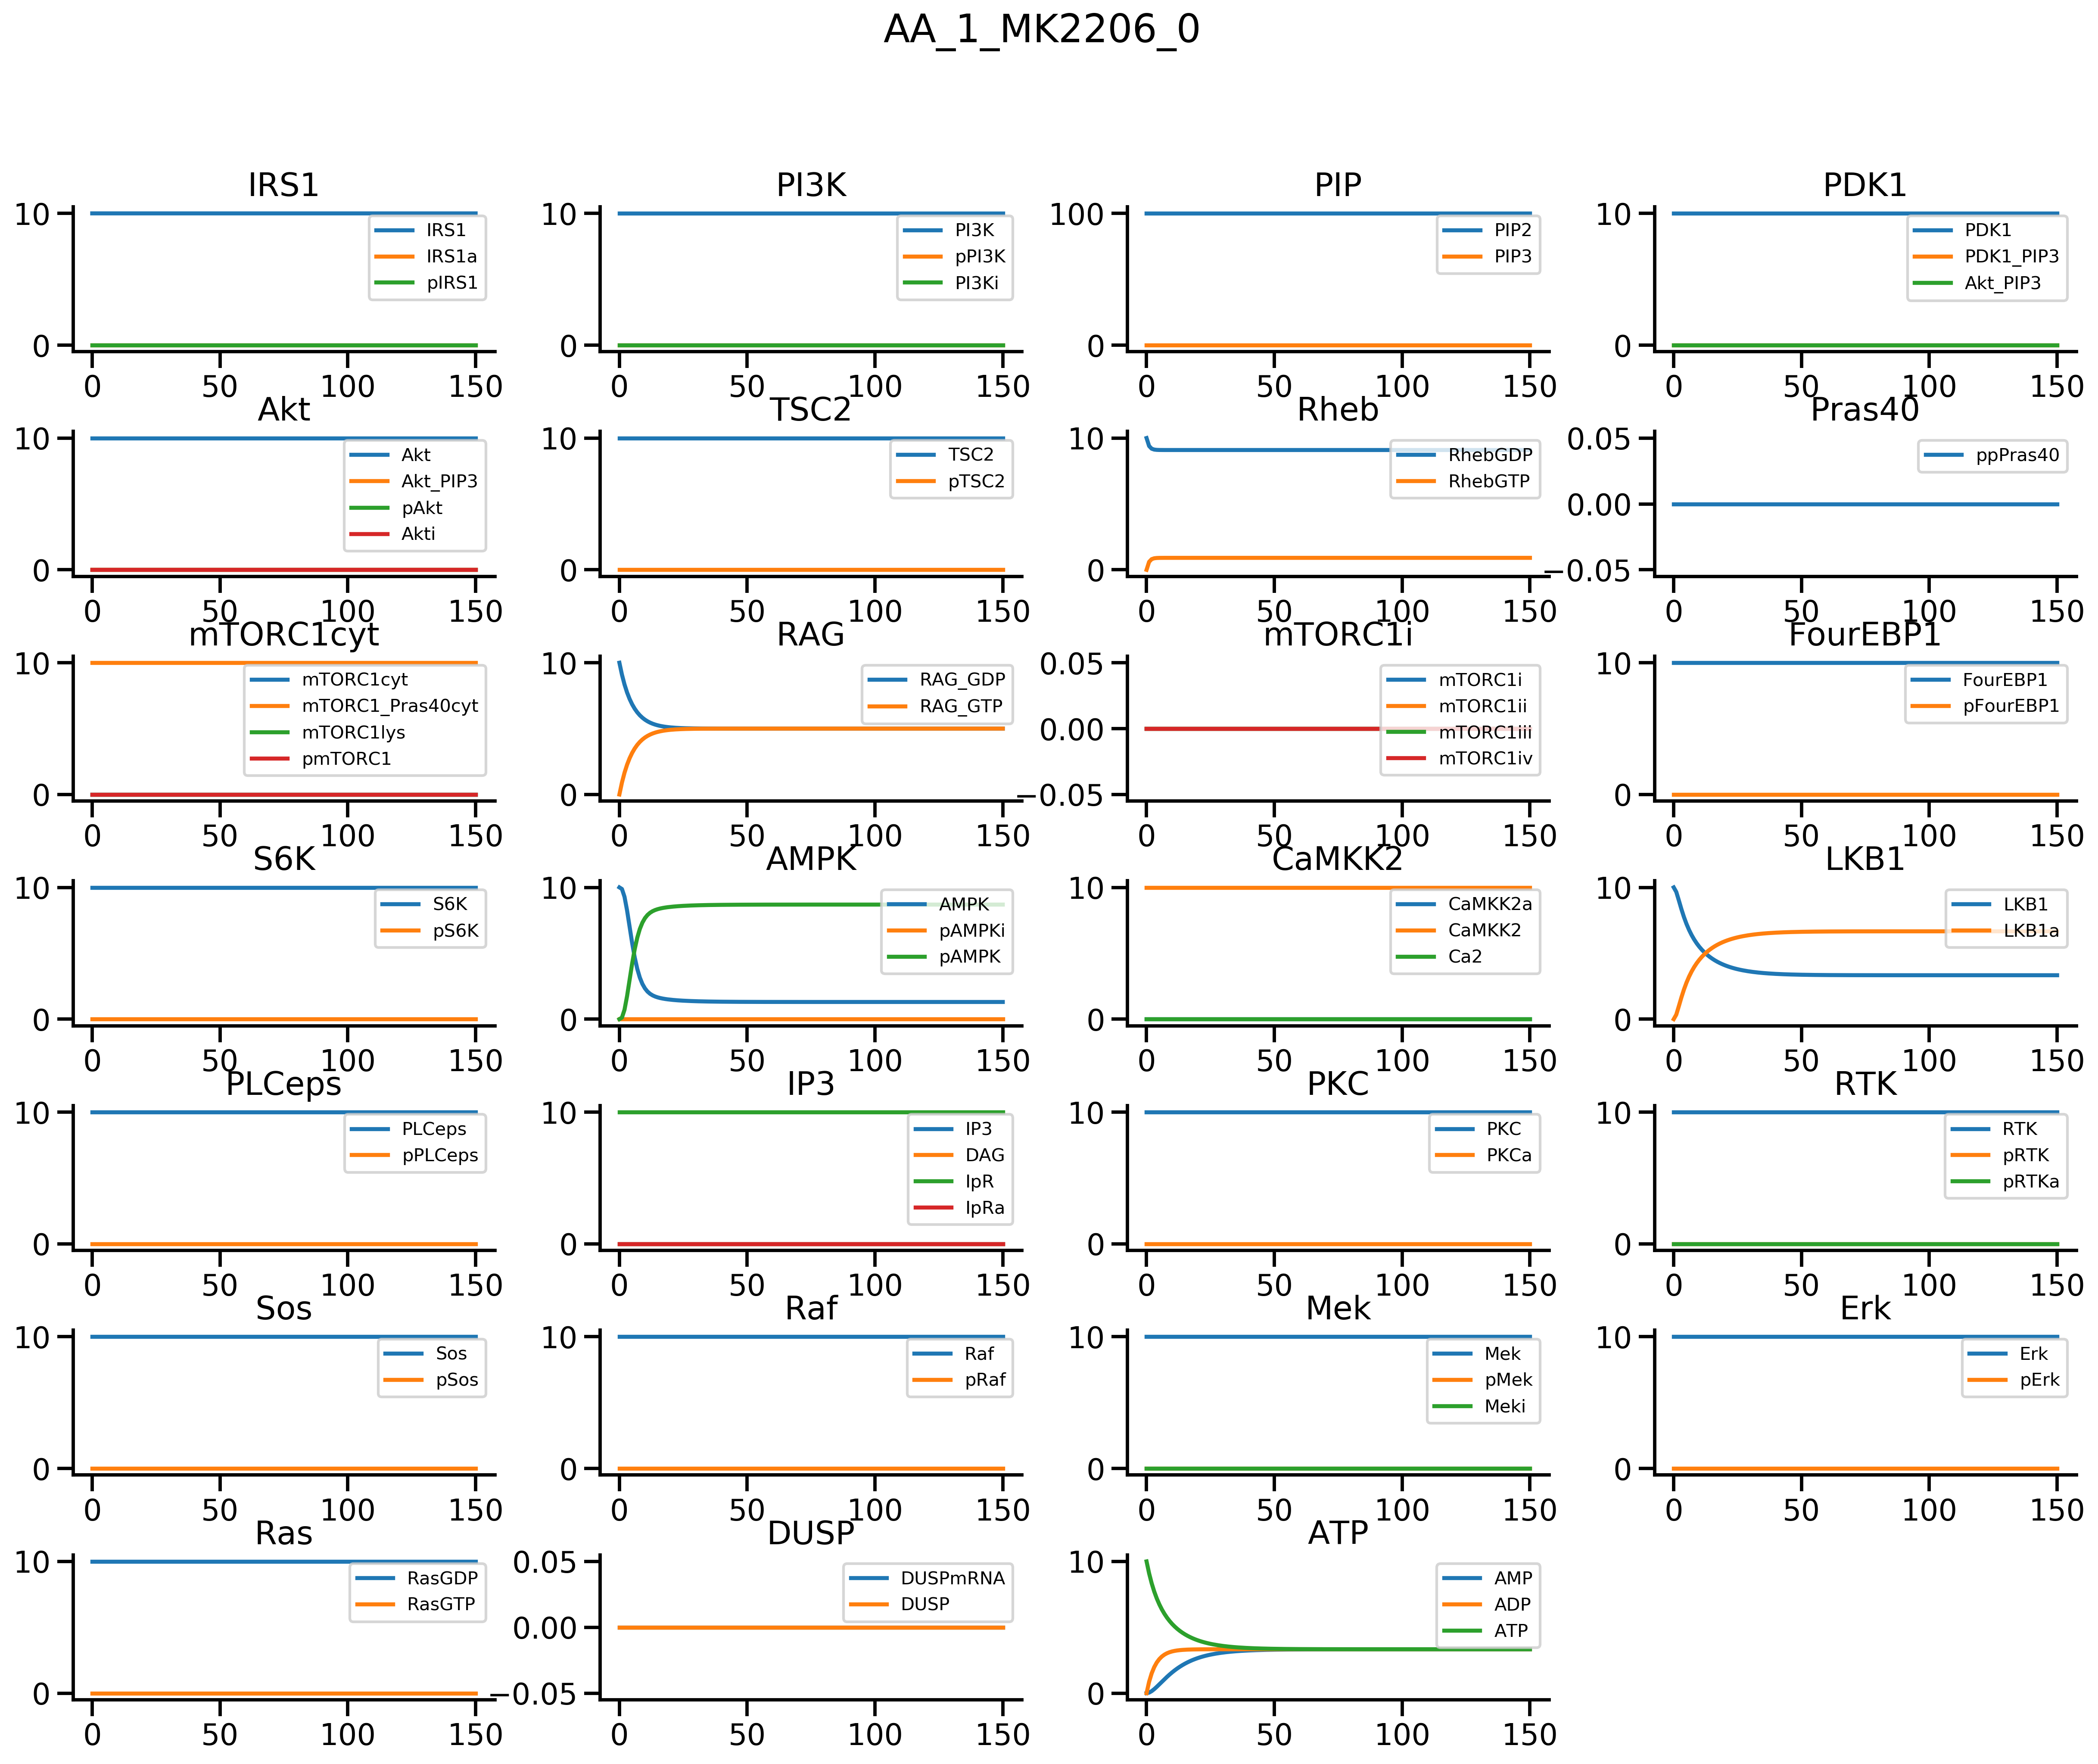 AA_1_MK2206_0
IRS1
10
0
0 50 100 150
IRS1
IRS1a
pIRS1
PI3K
10
0
0 50 100 150
PI3K
pPI3K
PI3Ki
PIP
100
0
0 50 100 150
PIP2
PIP3
PDK1
10
0
0 50 100 150
PDK1
PDK1_PIP3
Akt_PIP3
Akt
10
0
0 50 100 150
Akt
Akt_PIP3
pAkt
Akti
TSC2
10
0
0 50 100 150
TSC2
pTSC2
Rheb
10
0
0 50 100 150
RhebGDP
RhebGTP
Pras40
0.05
0.00
−0.05
0 50 100 150
ppPras40
mTORC1cyt
10
0
0 50 100 150
mTORC1cyt
mTORC1_Pras40cyt
mTORC1lys
pmTORC1
RAG
10
0
0 50 100 150
RAG_GDP
RAG_GTP
mTORC1i
0.05
0.00
−0.05
0 50 100 150
mTORC1i
mTORC1ii
mTORC1iii
mTORC1iv
FourEBP1
10
0
0 50 100 150
FourEBP1
pFourEBP1
S6K
10
0
0 50 100 150
S6K
pS6K
AMPK
10
0
0 50 100 150
AMPK
pAMPKi
pAMPK
CaMKK2
10
0
0 50 100 150
CaMKK2a
CaMKK2
Ca2
LKB1
10
0
0 50 100 150
LKB1
LKB1a
PLCeps
10
0
0 50 100 150
PLCeps
pPLCeps
IP3
10
0
0 50 100 150
IP3
DAG
IpR
IpRa
PKC
10
0
0 50 100 150
PKC
PKCa
RTK
10
0
0 50 100 150
RTK
pRTK
pRTKa
Sos
10
0
0 50 100 150
Sos
pSos
Raf
10
0
0 50 100 150
Raf
pRaf
Mek
10
0
0 50 100 150
Mek
pMek
Meki
Erk
10
0
0 50 100 150
Erk
pErk
Ras
10
0
0 50 100 150
RasGDP
RasGTP
DUSP
0.05
0.00
−0.05
0 50 100 150
DUSPmRNA
DUSP
ATP
10
0
0 50 100 150
AMP
ADP
ATP